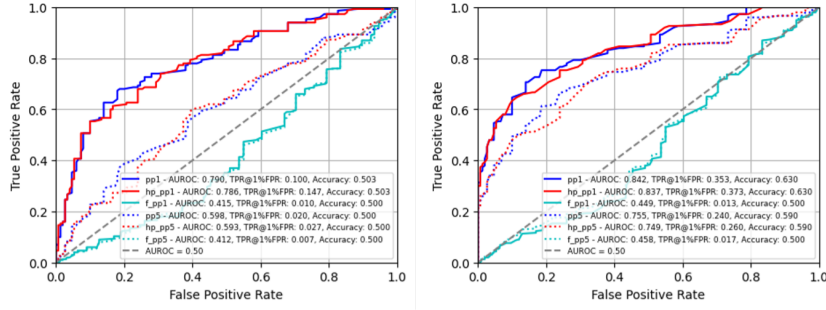 1.0
0.8
0.6
0.4
0.2
0.0
True Positive Rate
pp1 - AUROC: 0.790, TPR@1%FPR: 0.100, Accuracy: 0.503
hp_pp1 - AUROC: 0.786, TPR@1%FPR: 0.147, Accuracy: 0.503
f_pp1 - AUROC: 0.415, TPR@1%FPR: 0.010, Accuracy: 0.500
pp5 - AUROC: 0.598, TPR@1%FPR: 0.020, Accuracy: 0.500
hp_pp5 - AUROC: 0.593, TPR@1%FPR: 0.027, Accuracy: 0.500
f_pp5 - AUROC: 0.412, TPR@1%FPR: 0.007, Accuracy: 0.500
AUROC = 0.50
0.0 0.2 0.4 0.6 0.8 1.0
False Positive Rate
1.0
0.8
0.6
0.4
0.2
0.0
True Positive Rate
pp1 - AUROC: 0.842, TPR@1%FPR: 0.353, Accuracy: 0.630
hp_pp1 - AUROC: 0.837, TPR@1%FPR: 0.373, Accuracy: 0.630
f_pp1 - AUROC: 0.449, TPR@1%FPR: 0.013, Accuracy: 0.500
pp5 - AUROC: 0.755, TPR@1%FPR: 0.240, Accuracy: 0.590
hp_pp5 - AUROC: 0.749, TPR@1%FPR: 0.260, Accuracy: 0.590
f_pp5 - AUROC: 0.458, TPR@1%FPR: 0.017, Accuracy: 0.500
AUROC = 0.50
0.0 0.2 0.4 0.6 0.8 1.0
False Positive Rate